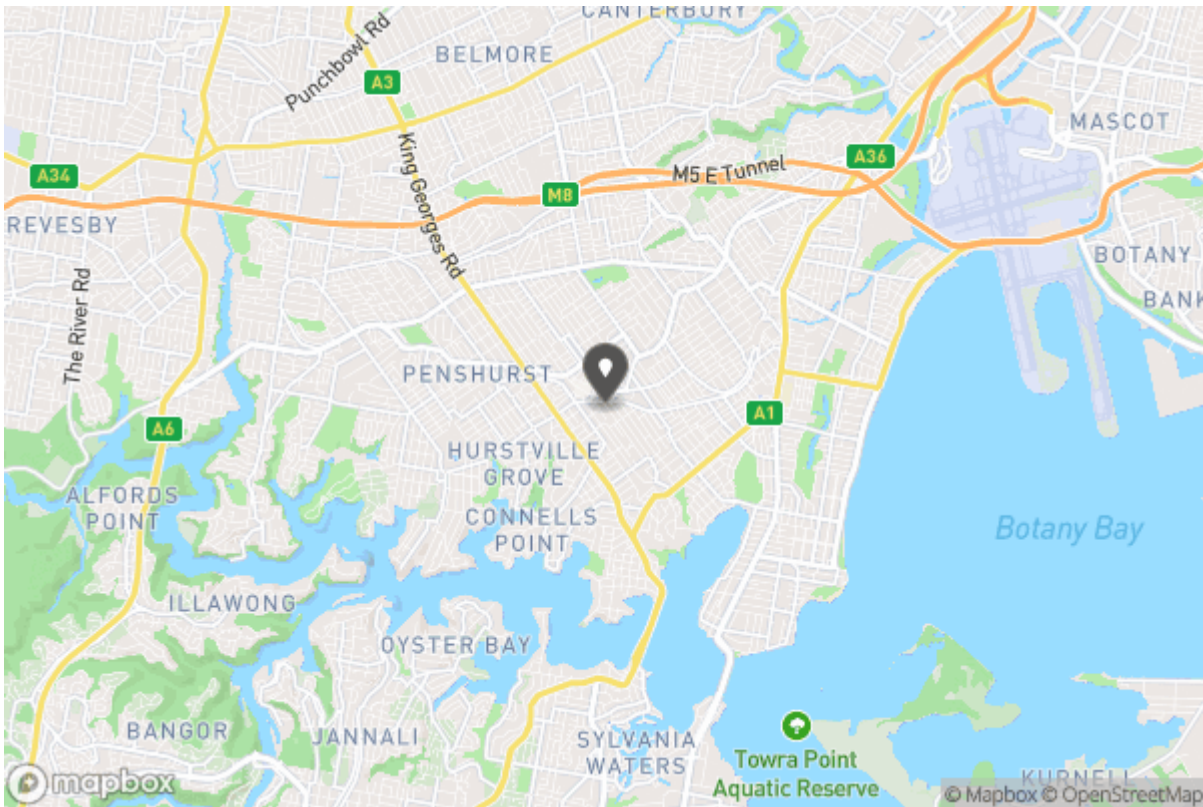 CANTERBURY
Punchbowl Rd
BELMORE
A3
MASCOT
King Georges Rd
A36
M5 E Tunnel
A34
M8
REVESBY
BOTANY
The River Rd
BANK
PENSHURST
A1
A6
HURSTVILLE
GROVE
ALFORDS
POINT
CONNELLS
POINT
Botany Bay
ILLAWONG
OYSTER BAY
BANGOR
JANNALI
SYLVANIA
WATERS
Towra Point
Aquatic Reserve
KURNELL
mapbox
© Mapbox © OpenStreetMap